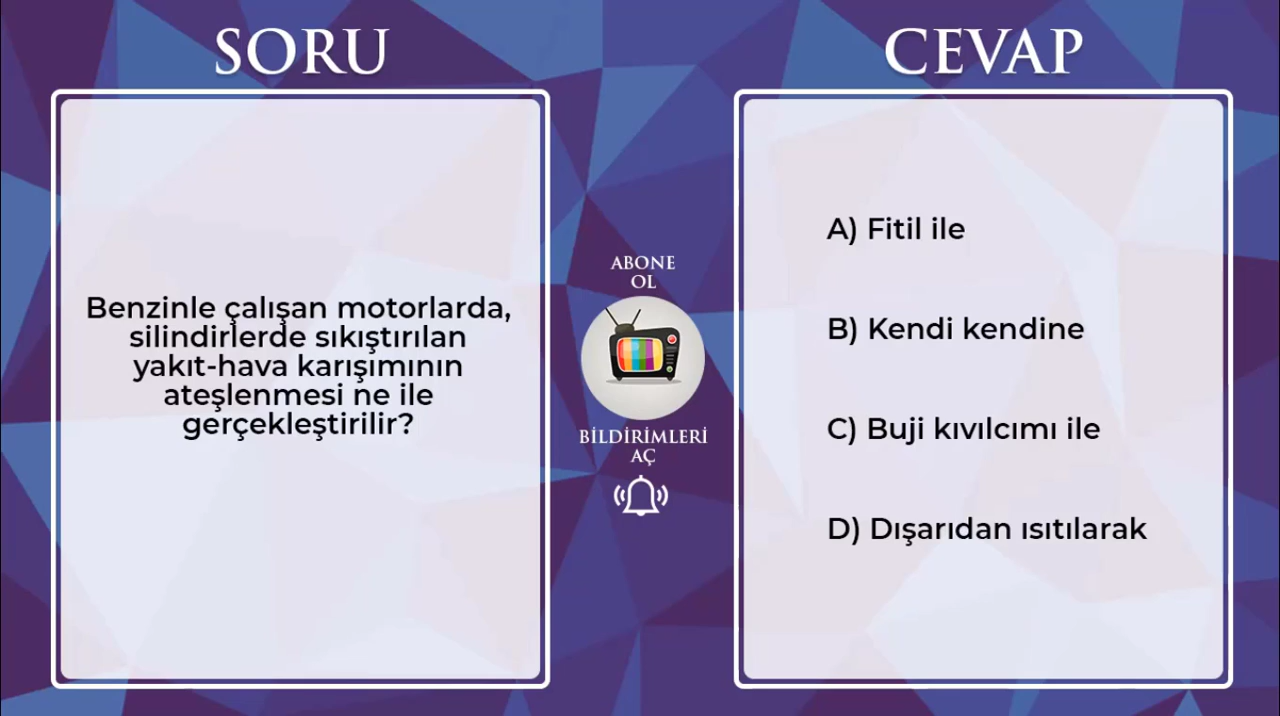 SORU
Benzinle çalışan motorlarda,
silindirlerde sıkıştırılan
yakıt-hava karışımının
ateşlenmesi ne ile
gerçekleştirilir?
ABONE
OL
BİLDİRİMLERİ
AÇ
CEVAP
A) Fitil ile
B) Kendi kendine
C) Buji kıvılcımı ile
D) Dışarıdan ısıtılarak